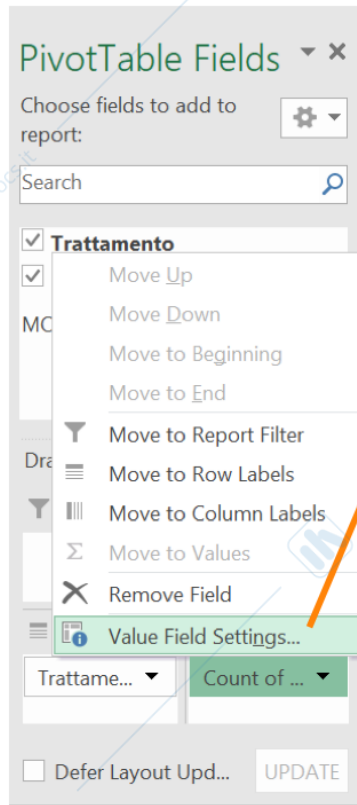 PivotTable Fields
Choose fields to add to
report:
Search
Trattamento
Move Up
MC
Move Down
Move to Beginning
Move to End
Move to Report Filter
Dra
Move to Row Labels
Move to Column Labels
Move to Values
Remove Field
Value Field Settings...
Trattame... Count of ...
Defer Layout Upd... UPDATE